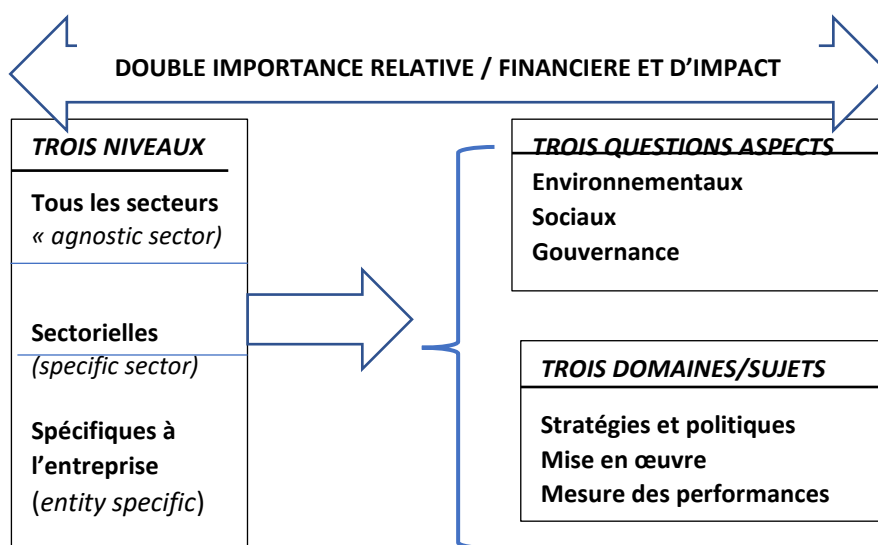 DOUBLE IMPORTANCE RELATIVE / FINANCIERE ET D'IMPACT
TROIS NIVEAUX
Tous les secteurs
« agnostic sector)
Sectorielles
(specific sector)
Spécifiques à
l'entreprise
(entity specific)
TROIS QUESTIONS ASPECTS
Environnementaux
Sociaux
Gouvernance
TROIS DOMAINES/SUJETS
Stratégies et politiques
Mise en œuvre
Mesure des performances